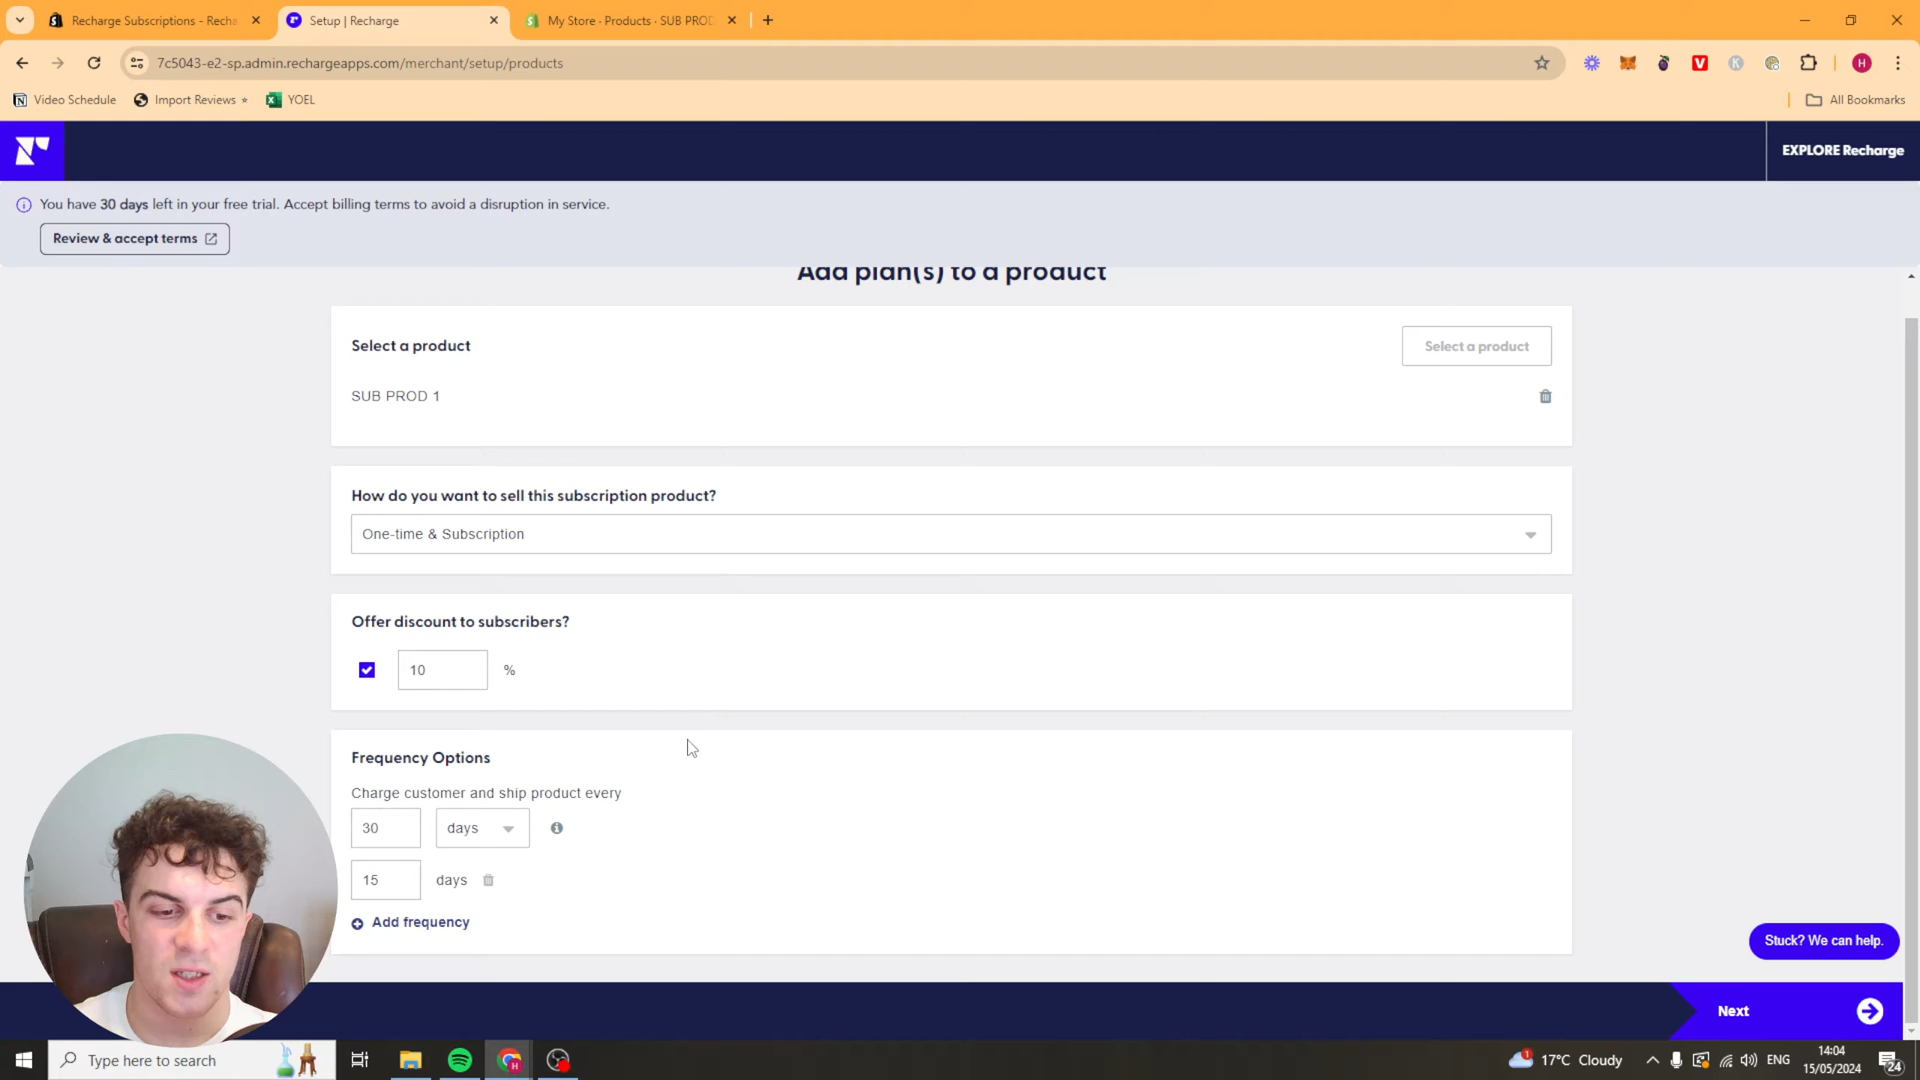 Recharge Subscriptions - Recha
Setup | Recharge
My Store · Products · SUB PROD
7c5043-e2-sp.admin.rechargeapps.com/merchant/setup/products
Video Schedule
Import Reviews
YOEL
All Bookmarks
EXPLORE Recharge
You have 30 days left in your free trial. Accept billing terms to avoid a disruption in service.
Review & accept terms
Add plan(s) to a product
Select a product
Select a product
SUB PROD 1
How do you want to sell this subscription product?
One-time & Subscription
Offer discount to subscribers?
10 %
Frequency Options
Charge customer and ship product every
30 days
15 days
Add frequency
Stuck? We can help.
Next
Type here to search
17°C Cloudy
ENG
14:04
15/05/2024
24